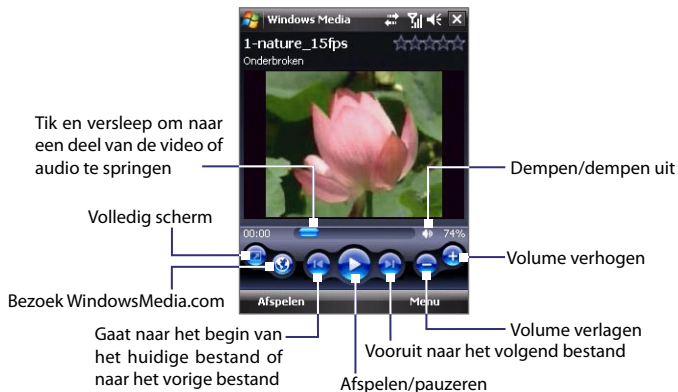 Windows Media
1-nature_15fps
Onderbroken
Tik en versleep om naar
een deel van de video of
audio te springen
Dempen/dempen uit
Volledig scherm
00:00
74%
Volume verhogen
Bezoek WindowsMedia.com
Afspelen
Menu
Gaat naar het begin van
het huidige bestand of
naar het vorige bestand
Volume verlagen
Vooruit naar het volgend bestand
Afspelen/pauzeren